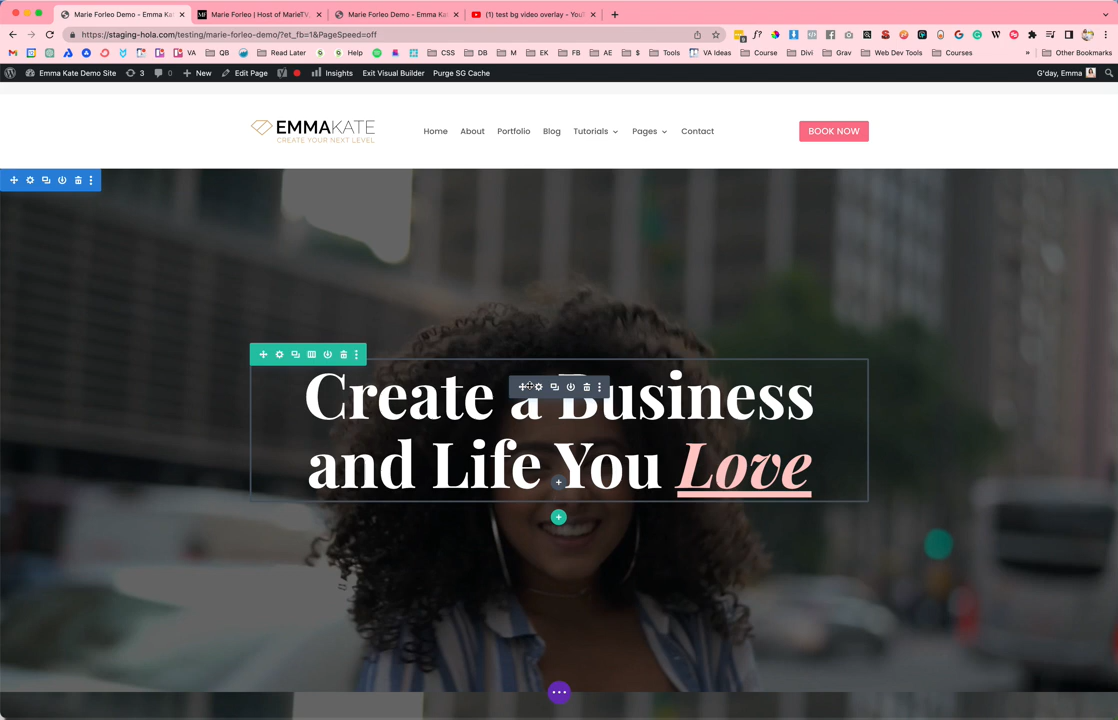 Marie Forleo Demo - Emma Ka
Marie Forleo | Host of MarieTV
Marie Forleo Demo - Emma Ka
(1) test bg video overlay - YouT
https://staging-hola.com/testing/marie-forleo-demo/?et_fb=1&PageSpeed=off
VA
QB
Read Later
Help
CSS
DB
M
EK
FB
AE
$
Tools
VA Ideas
Course
Divi
Grav
Web Dev Tools
Courses
»
Other Bookmarks
Emma Kate Demo Site
3
0
New
Edit Page
Insights
Exit Visual Builder
Purge SG Cache
G'day, Emma
EMMAKATE
CREATE YOUR NEXT LEVEL
Home
About
Portfolio
Blog
Tutorials
Pages
Contact
BOOK NOW
Create a Business
and Life You Love